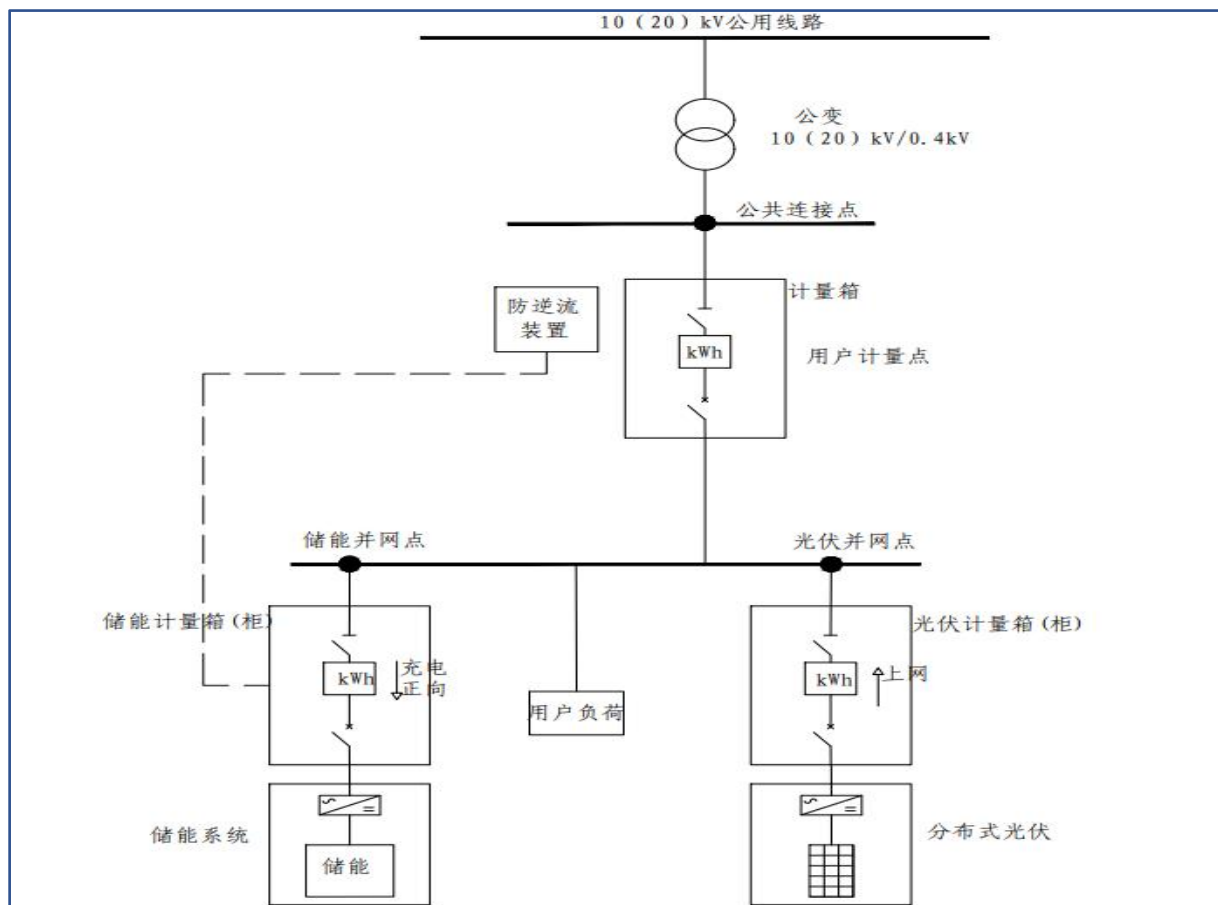 10（20）kV公用线路
公变
10（20）kV/0.4kV
公共连接点
计量箱
防逆流
装置
kWh
用户计量点
储能并网点
光伏并网点
储能计量箱(柜)
光伏计量箱(柜)
kWh
充电
正向
kWh
上网
用户负荷
储能系统
储能
分布式光伏